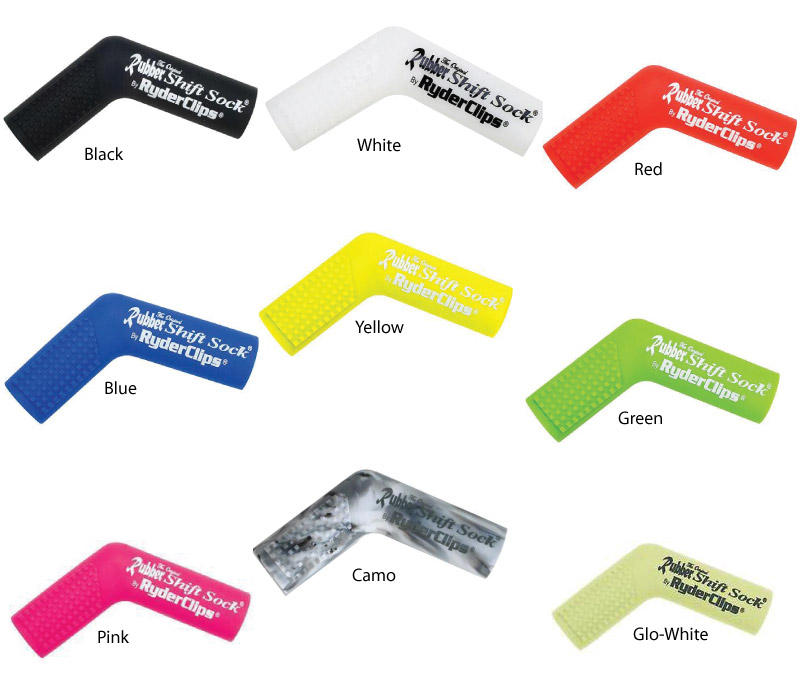 The Original
Rubber Shift Sock®
By RyderClips®
Black
The Original
Rubber Shift Sock®
By RyderClips®
White
The Original
Rubber Shift Sock®
By RyderClips®
Red
The Original
Rubber Shift Sock®
By RyderClips®
Blue
The Original
Rubber Shift Sock®
By RyderClips®
Yellow
The Original
Rubber Shift Sock®
By RyderClips®
Green
The Original
Rubber Shift Sock®
By RyderClips®
Pink
The Original
Rubber Shift Sock®
By RyderClips®
Camo
The Original
Rubber Shift Sock®
By RyderClips®
Glo-White